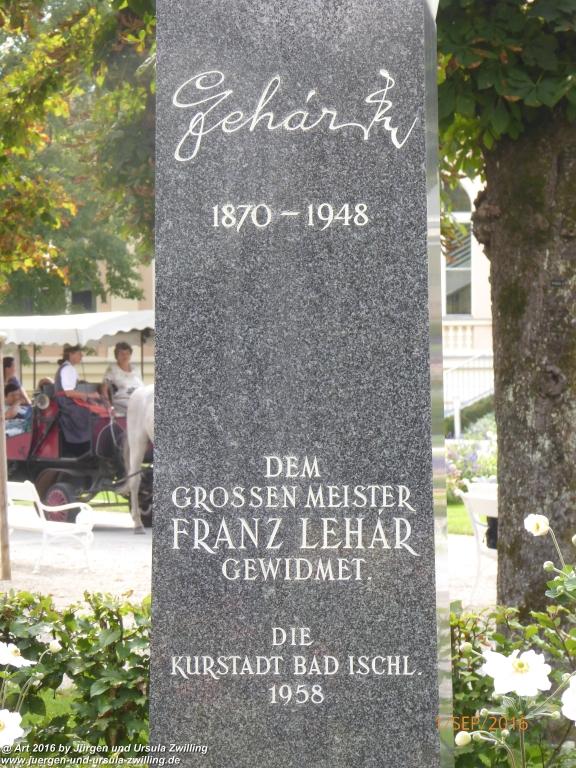 Lehár
1870 – 1948
DEM
GROSSEN MEISTER
FRANZ LEHÁR
GEWIDMET.
DIE
KURSTADT BAD ISCHL.
1958
1 SEP 2016
@ Art 2016 by Jürgen und Ursula Zwilling
www.juergen-und-ursula-zwilling.de